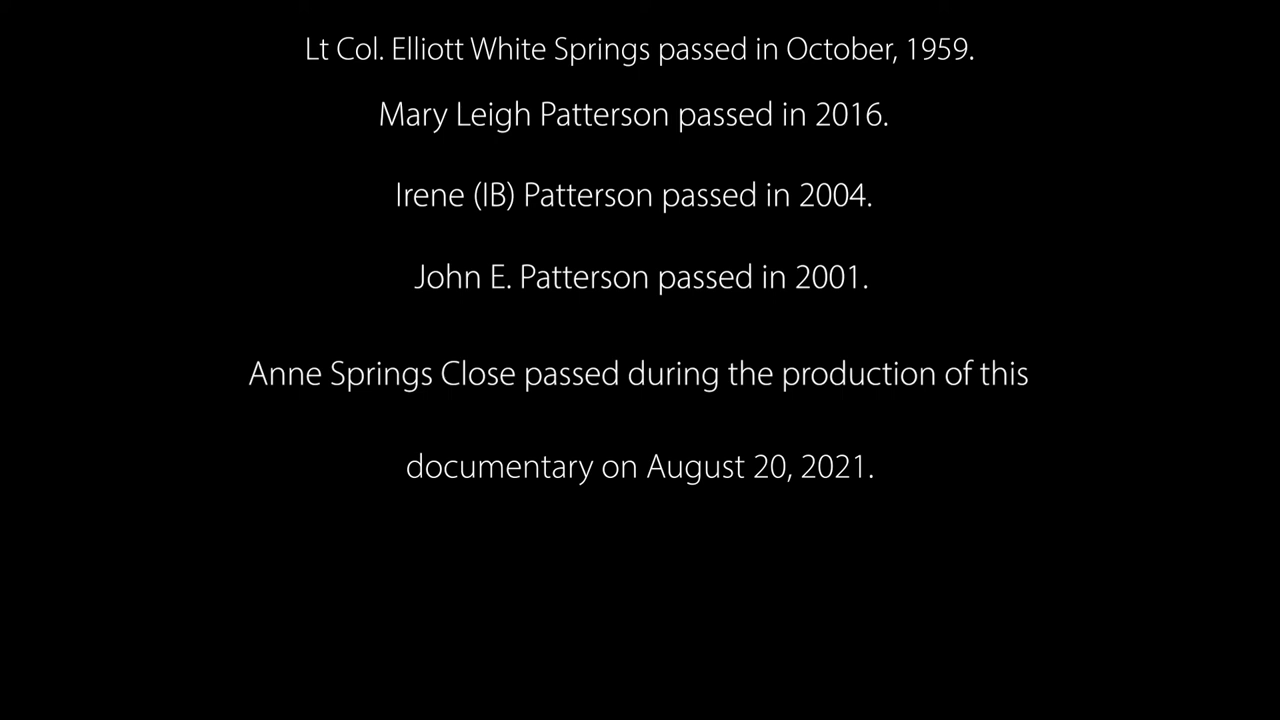 Lt Col. Elliott White Springs passed in October, 1959.
Mary Leigh Patterson passed in 2016.
Irene (IB) Patterson passed in 2004.
John E. Patterson passed in 2001.
Anne Springs Close passed during the production of this
documentary on August 20, 2021.